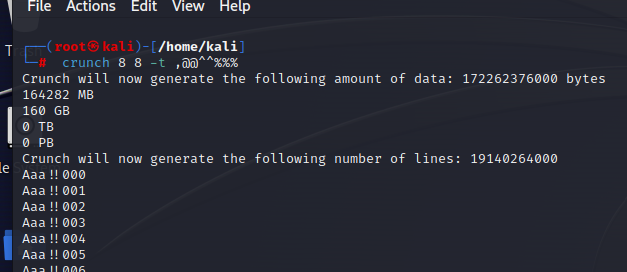 File Actions Edit View Help
┌──(root㉿kali)-[/home/kali]
└─# crunch 8 8 -t ,@@^^%%%
Crunch will now generate the following amount of data: 172262376000 bytes
164282 MB
160 GB
0 TB
0 PB
Crunch will now generate the following number of lines: 19140264000
Aaa!!000
Aaa!!001
Aaa!!002
Aaa!!003
Aaa!!004
Aaa!!005
Aaa!!006